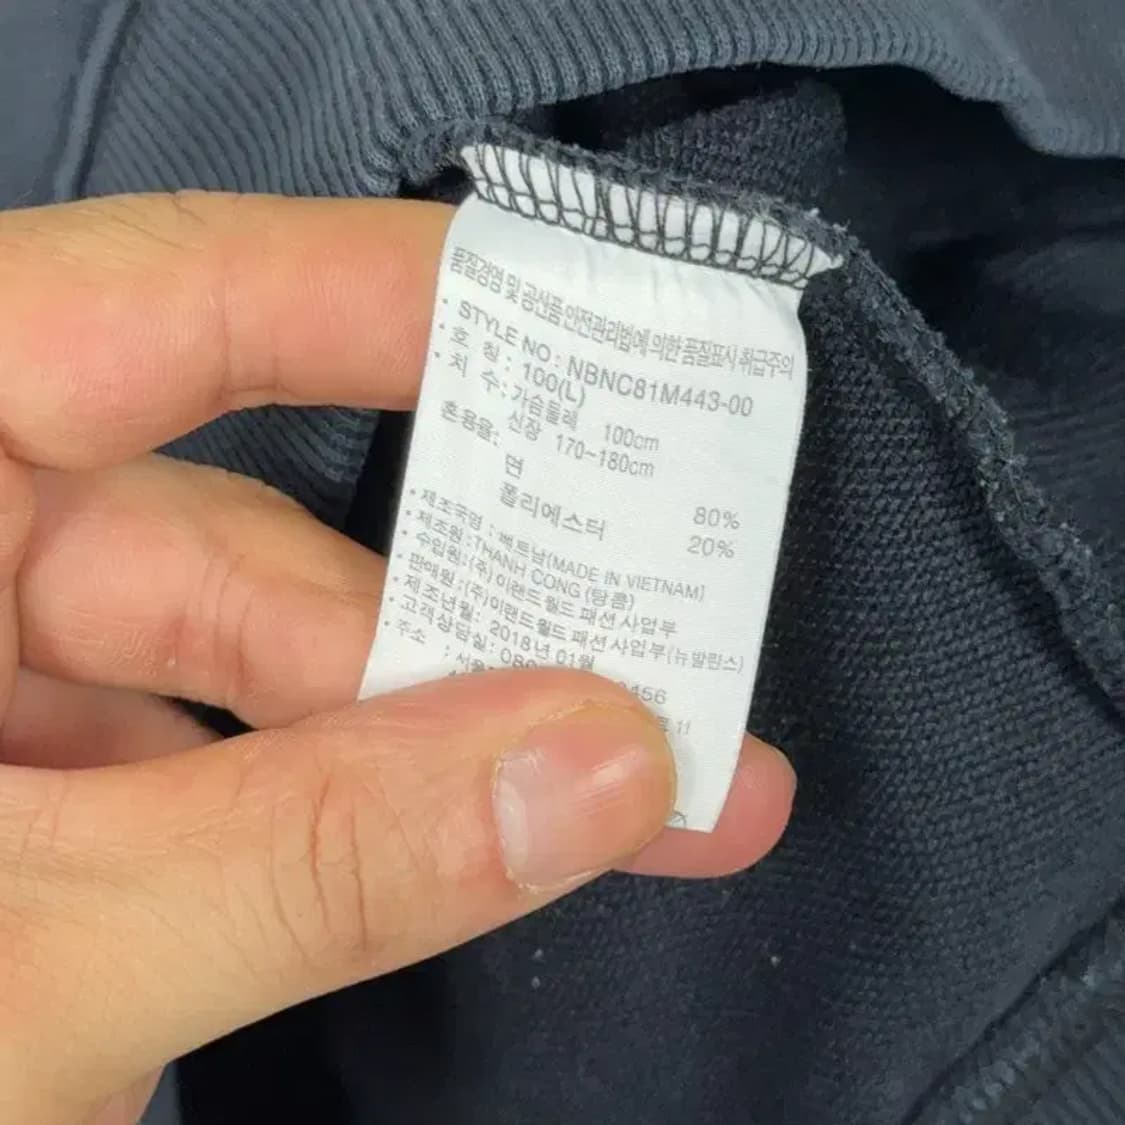 품질경영 및 공산품 안전관리법에 의한 품질표시 취급주의
· STYLE NO : NBNC81M443-00
· 호 칭 : 100(L)
· 치 수 : 가슴둘레 100cm
신장 170~180cm
혼용률:
면 80%
폴리에스터 20%
· 제조국명 : 베트남(MADE IN VIETNAM)
· 제조원 : THANH CONG (탕콤)
· 수입원 : (주) 이랜드 월드 패션 사업부
· 판매원 : (주) 이랜드월드 패션 사업부 (뉴발란스)
· 제조년월 : 2018년 01월
· 고객상담실 : 080 0456
· 주소 : 서울
11